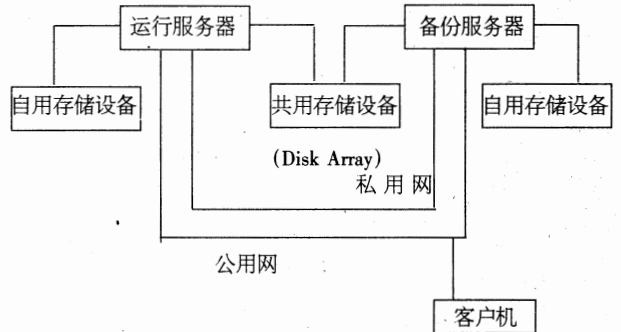 运行服务器
备份服务器
自用存储设备
共用存储设备
自用存储设备
(Disk Array)
私用网
公用网
客户机